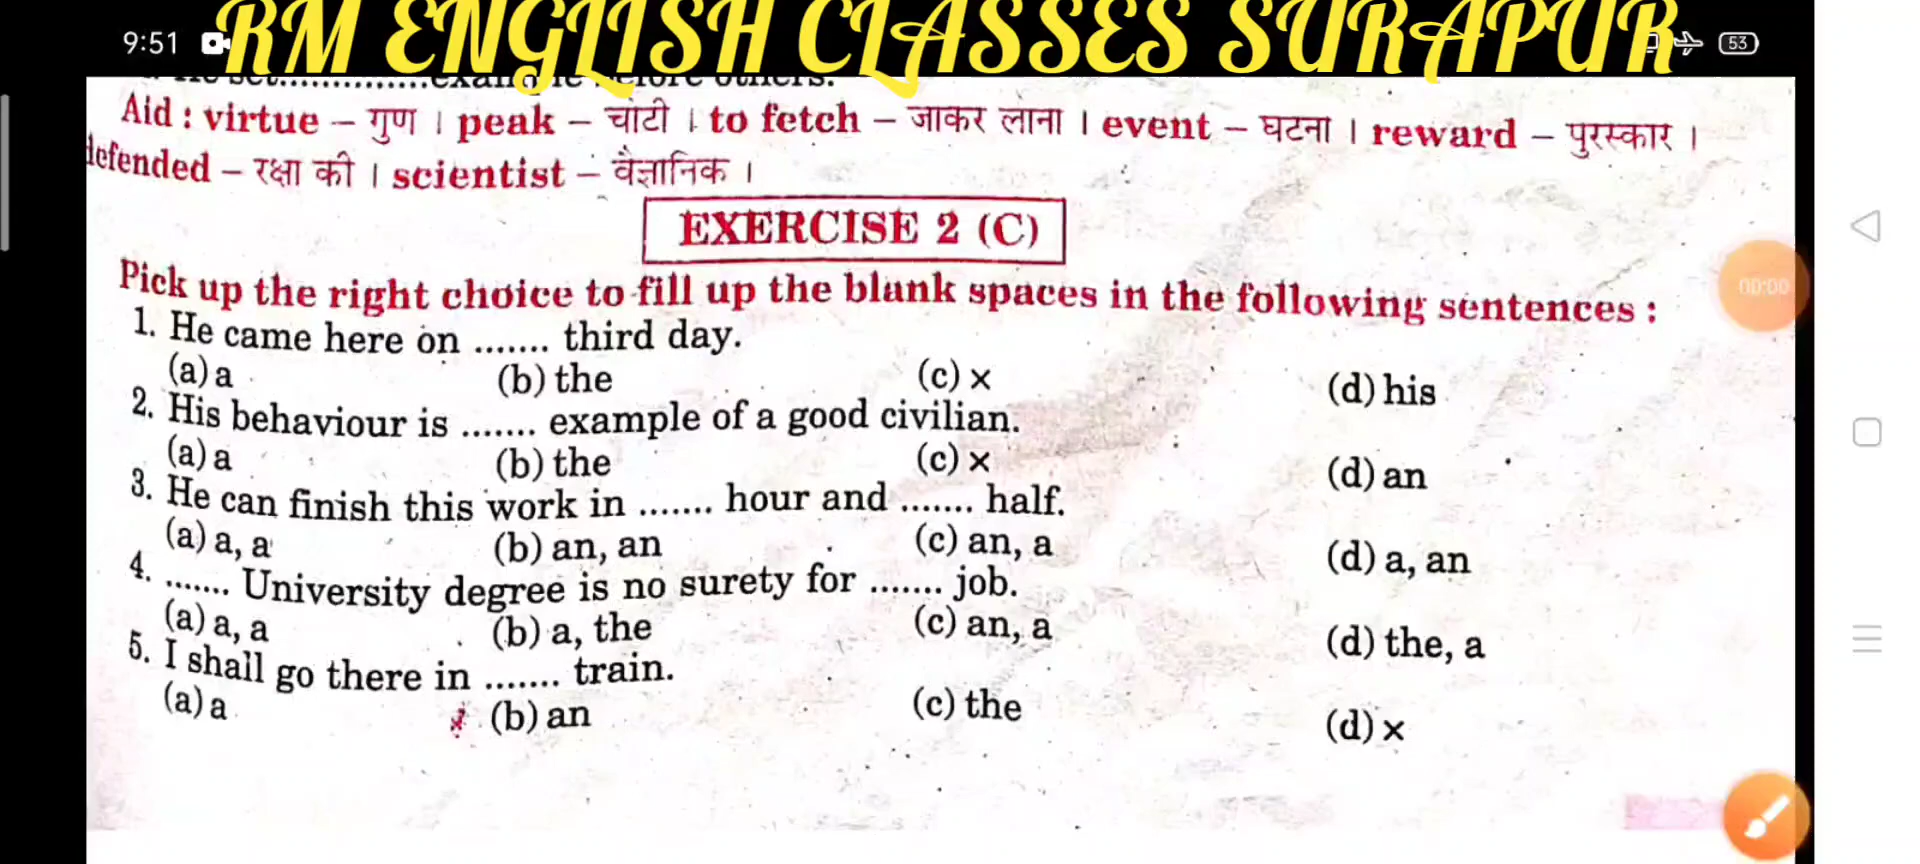 RM ENGLISH CLASSES SURAPUR
9:51
53
Aid : virtue – गुण । peak – चोटी । to fetch – जाकर लाना । event – घटना । reward – पुरस्कार ।
defended – रक्षा की । scientist – वैज्ञानिक ।
EXERCISE 2 (C)
Pick up the right choice to fill up the blank spaces in the following sentences :
00:00
1. He came here on ....... third day.
(a) a (b) the (c) × (d) his
2. His behaviour is ....... example of a good civilian.
(a) a (b) the (c) × (d) an
3. He can finish this work in ....... hour and ....... half.
(a) a, a (b) an, an (c) an, a (d) a, an
4. ....... University degree is no surety for ....... job.
(a) a, a (b) a, the (c) an, a (d) the, a
5. I shall go there in ....... train.
(a) a (b) an (c) the (d) ×